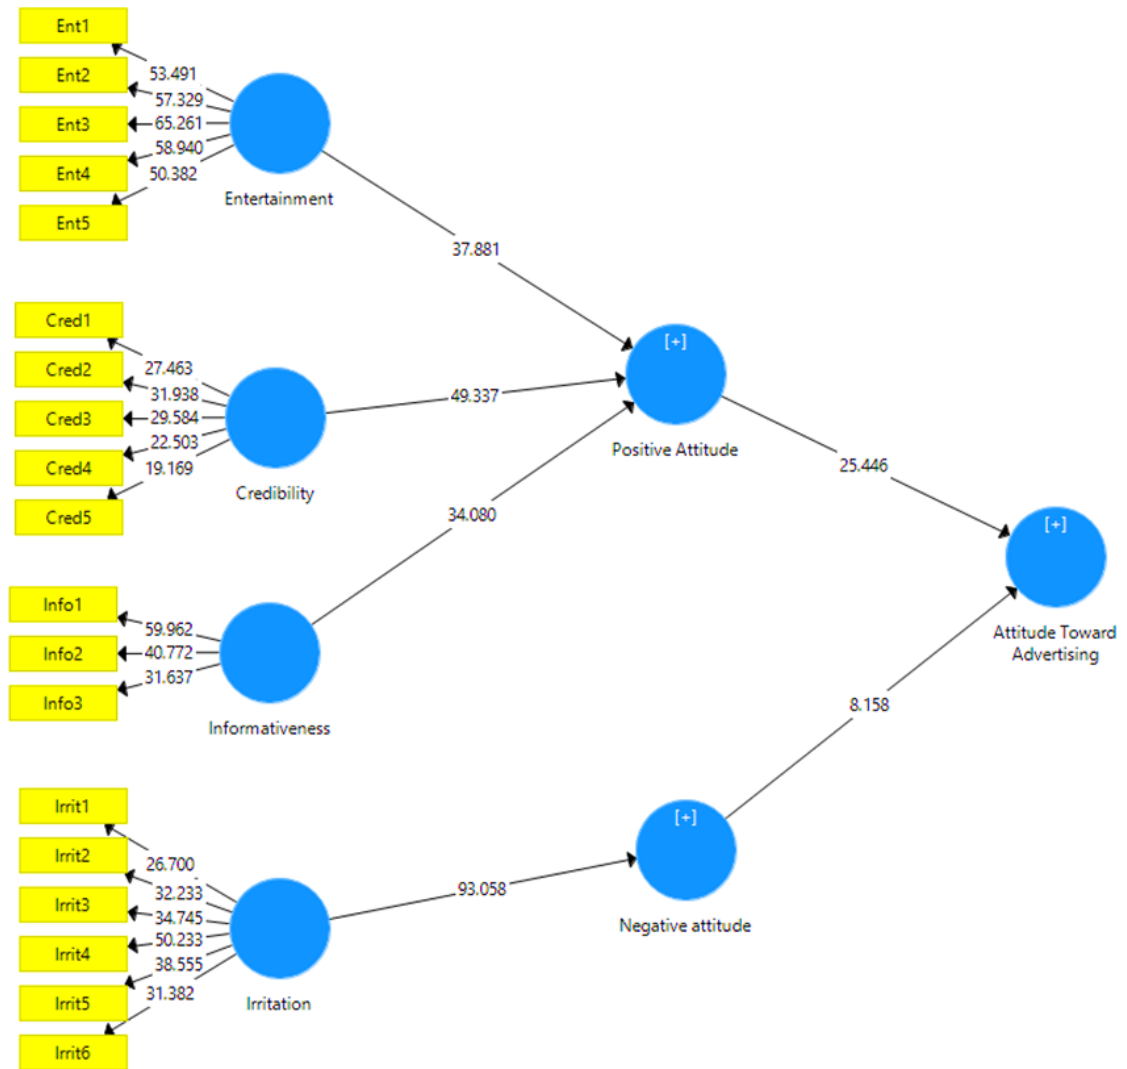 Ent1
53.491
Ent2
57.329
Ent3
65.261
58.940
Ent4
50.382
Entertainment
Ent5
37.881
Cred1
[+]
Cred2
27.463
31.938
49.337
Cred3
29.584
22.503
Cred4
19.169
Positive Attitude
25.446
Credibility
Cred5
34.080
[+]
Info1
59.962
Info2
40.772
31.637
Info3
Attitude Toward
Advertising
Informativeness
8.158
Irrit1
[+]
Irrit2
26.700
32.233
93.058
Irrit3
34.745
50.233
Irrit4
38.555
Negative attitude
31.382
Irrit5
Irritation
Irrit6